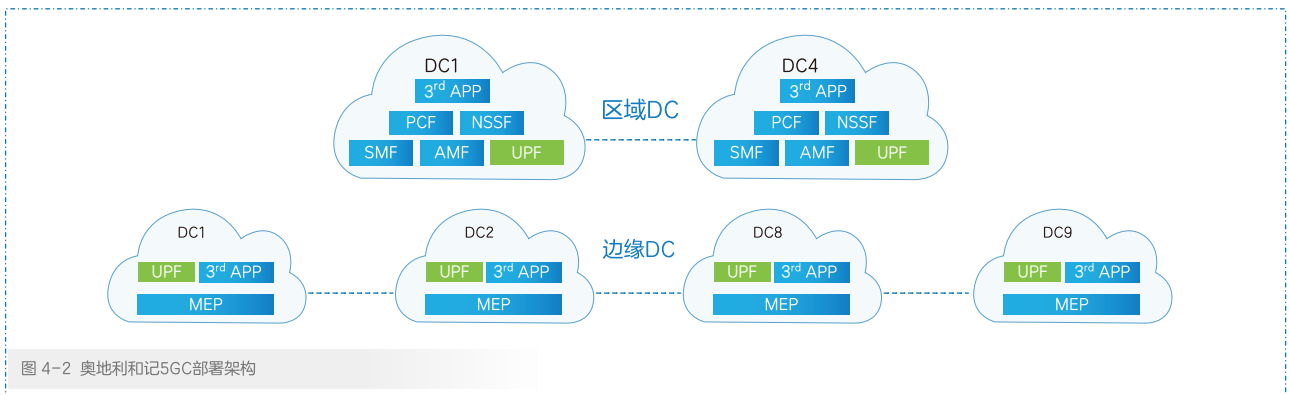 DC1
3rd APP
PCF NSSF
SMF AMF UPF
区域DC
DC4
3rd APP
PCF NSSF
SMF AMF UPF
DC1
UPF 3rd APP
MEP
DC2
UPF 3rd APP
MEP
边缘DC
DC8
UPF 3rd APP
MEP
DC9
UPF 3rd APP
MEP
图 4-2 奥地利和记5GC部署架构